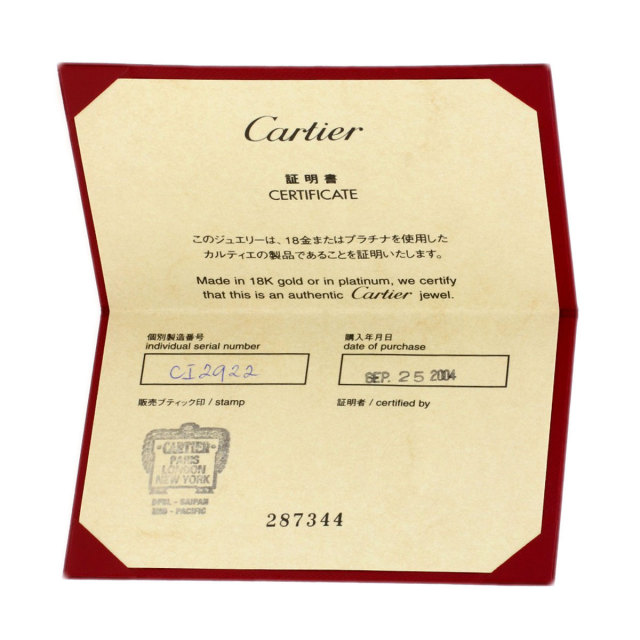 Cartier
証明書
CERTIFICATE
このジュエリーは、18金またはプラチナを使用した
カルティエの製品であることを証明いたします。
Made in 18K gold or in platinum, we certify
that this is an authentic Cartier jewel.
個別製造番号
individual serial number
CI2922
購入年月日
date of purchase
SEP. 25 2004
販売ブティック印 / stamp
証明者 / certified by
CARTIER
PARIS
LONDON
NEW YORK
DFSL - SAIPAN
MID - PACIFIC
287344